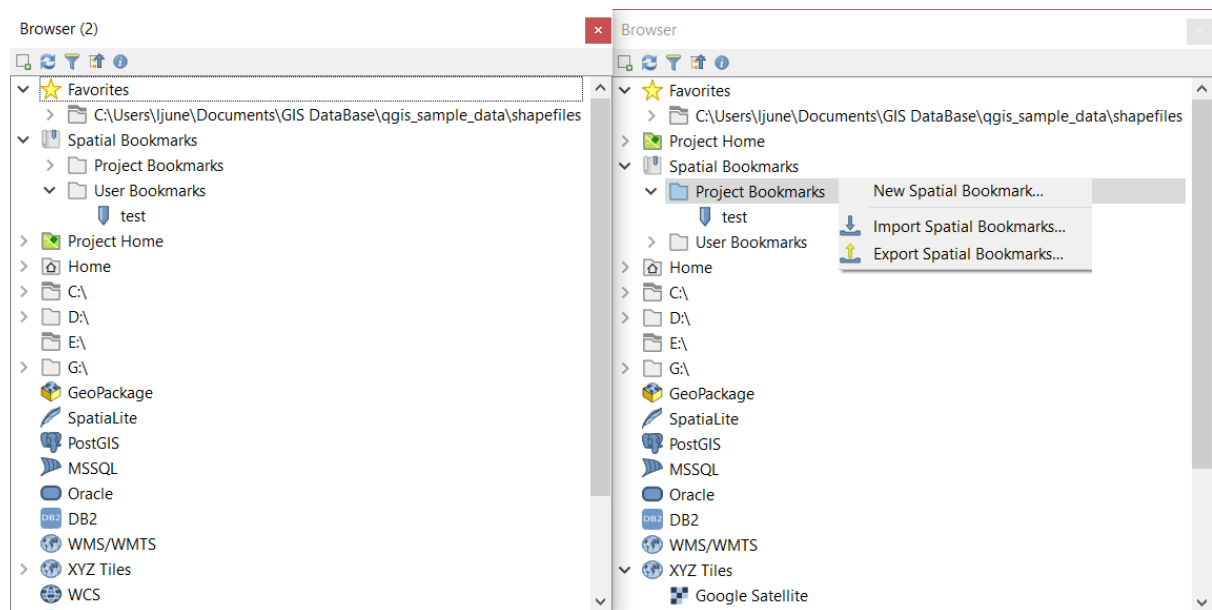 Browser (2)
Favorites
C:\Users\ljune\Documents\GIS DataBase\qgis_sample_data\shapefiles
Spatial Bookmarks
Project Bookmarks
User Bookmarks
test
Project Home
Home
C:\
D:\
E:\
G:\
GeoPackage
SpatiaLite
PostGIS
MSSQL
Oracle
DB2 DB2
WMS/WMTS
XYZ Tiles
WCS
Browser
Favorites
C:\Users\ljune\Documents\GIS DataBase\qgis_sample_data\shapefiles
Project Home
Spatial Bookmarks
Project Bookmarks
test
User Bookmarks
Home
C:\
D:\
E:\
G:\
GeoPackage
SpatiaLite
PostGIS
MSSQL
Oracle
DB2 DB2
WMS/WMTS
XYZ Tiles
Google Satellite
New Spatial Bookmark...
Import Spatial Bookmarks...
Export Spatial Bookmarks...